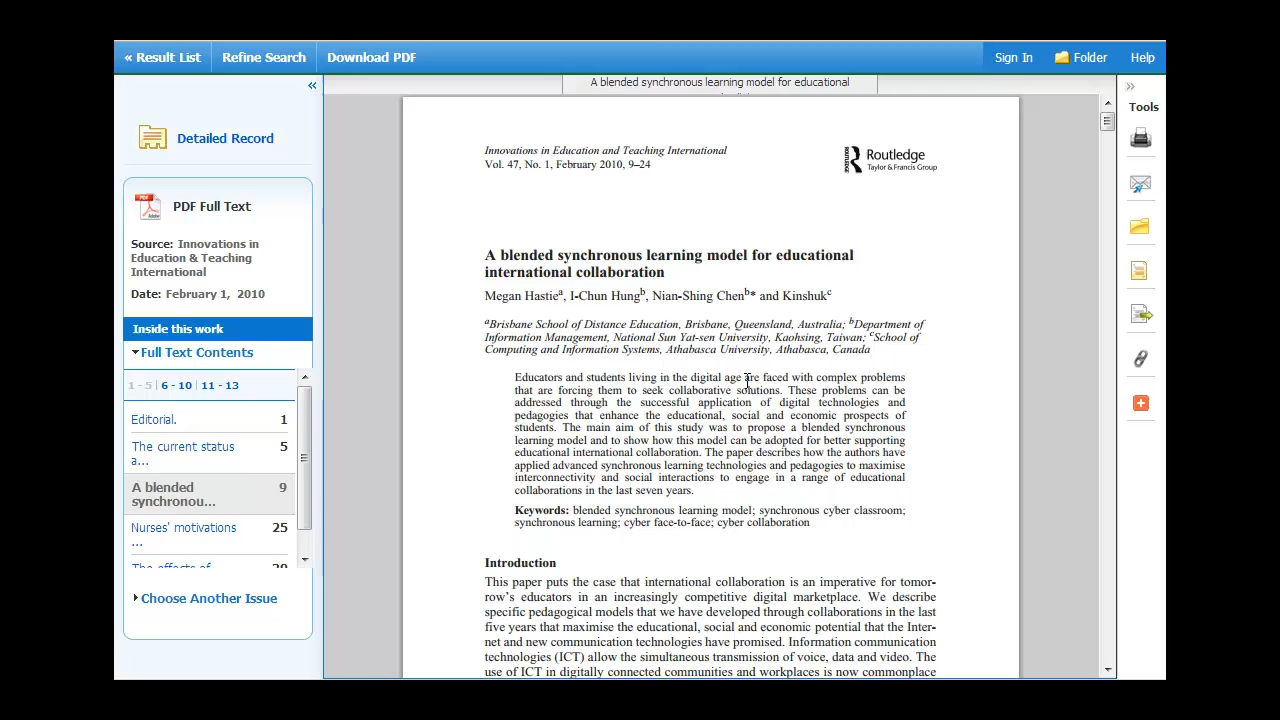 « Result List
Refine Search
Download PDF
Sign In
Folder
Help
«
Detailed Record
PDF Full Text
Source: Innovations in
Education & Teaching
International
Date: February 1, 2010
Inside this work
Full Text Contents
1 - 5 | 6 - 10 | 11 - 13
Editorial. 1
The current status 5
a...
A blended 9
synchronou...
Nurses' motivations 25
...
The effects of
Choose Another Issue
A blended synchronous learning model for educational
Innovations in Education and Teaching International
Vol. 47, No. 1, February 2010, 9–24
ROUTLEDGE
Routledge
Taylor & Francis Group
A blended synchronous learning model for educational
international collaboration
Megan Hastieª, I-Chun Hungᵇ, Nian-Shing Chenᵇ* and Kinshukᶜ
ªBrisbane School of Distance Education, Brisbane, Queensland, Australia; ᵇDepartment of
Information Management, National Sun Yat-sen University, Kaohsing, Taiwan; ᶜSchool of
Computing and Information Systems, Athabasca University, Athabasca, Canada
Educators and students living in the digital age are faced with complex problems
that are forcing them to seek collaborative solutions. These problems can be
addressed through the successful application of digital technologies and
pedagogies that enhance the educational, social and economic prospects of
students. The main aim of this study was to propose a blended synchronous
learning model and to show how this model can be adopted for better supporting
educational international collaboration. The paper describes how the authors have
applied advanced synchronous learning technologies and pedagogies to maximise
interconnectivity and social interactions to engage in a range of educational
collaborations in the last seven years.
Keywords: blended synchronous learning model; synchronous cyber classroom;
synchronous learning; cyber face-to-face; cyber collaboration
Introduction
This paper puts the case that international collaboration is an imperative for tomor-
row's educators in an increasingly competitive digital marketplace. We describe
specific pedagogical models that we have developed through collaborations in the last
five years that maximise the educational, social and economic potential that the Inter-
net and new communication technologies have promised. Information communication
technologies (ICT) allow the simultaneous transmission of voice, data and video. The
use of ICT in digitally connected communities and workplaces is now commonplace
»
Tools